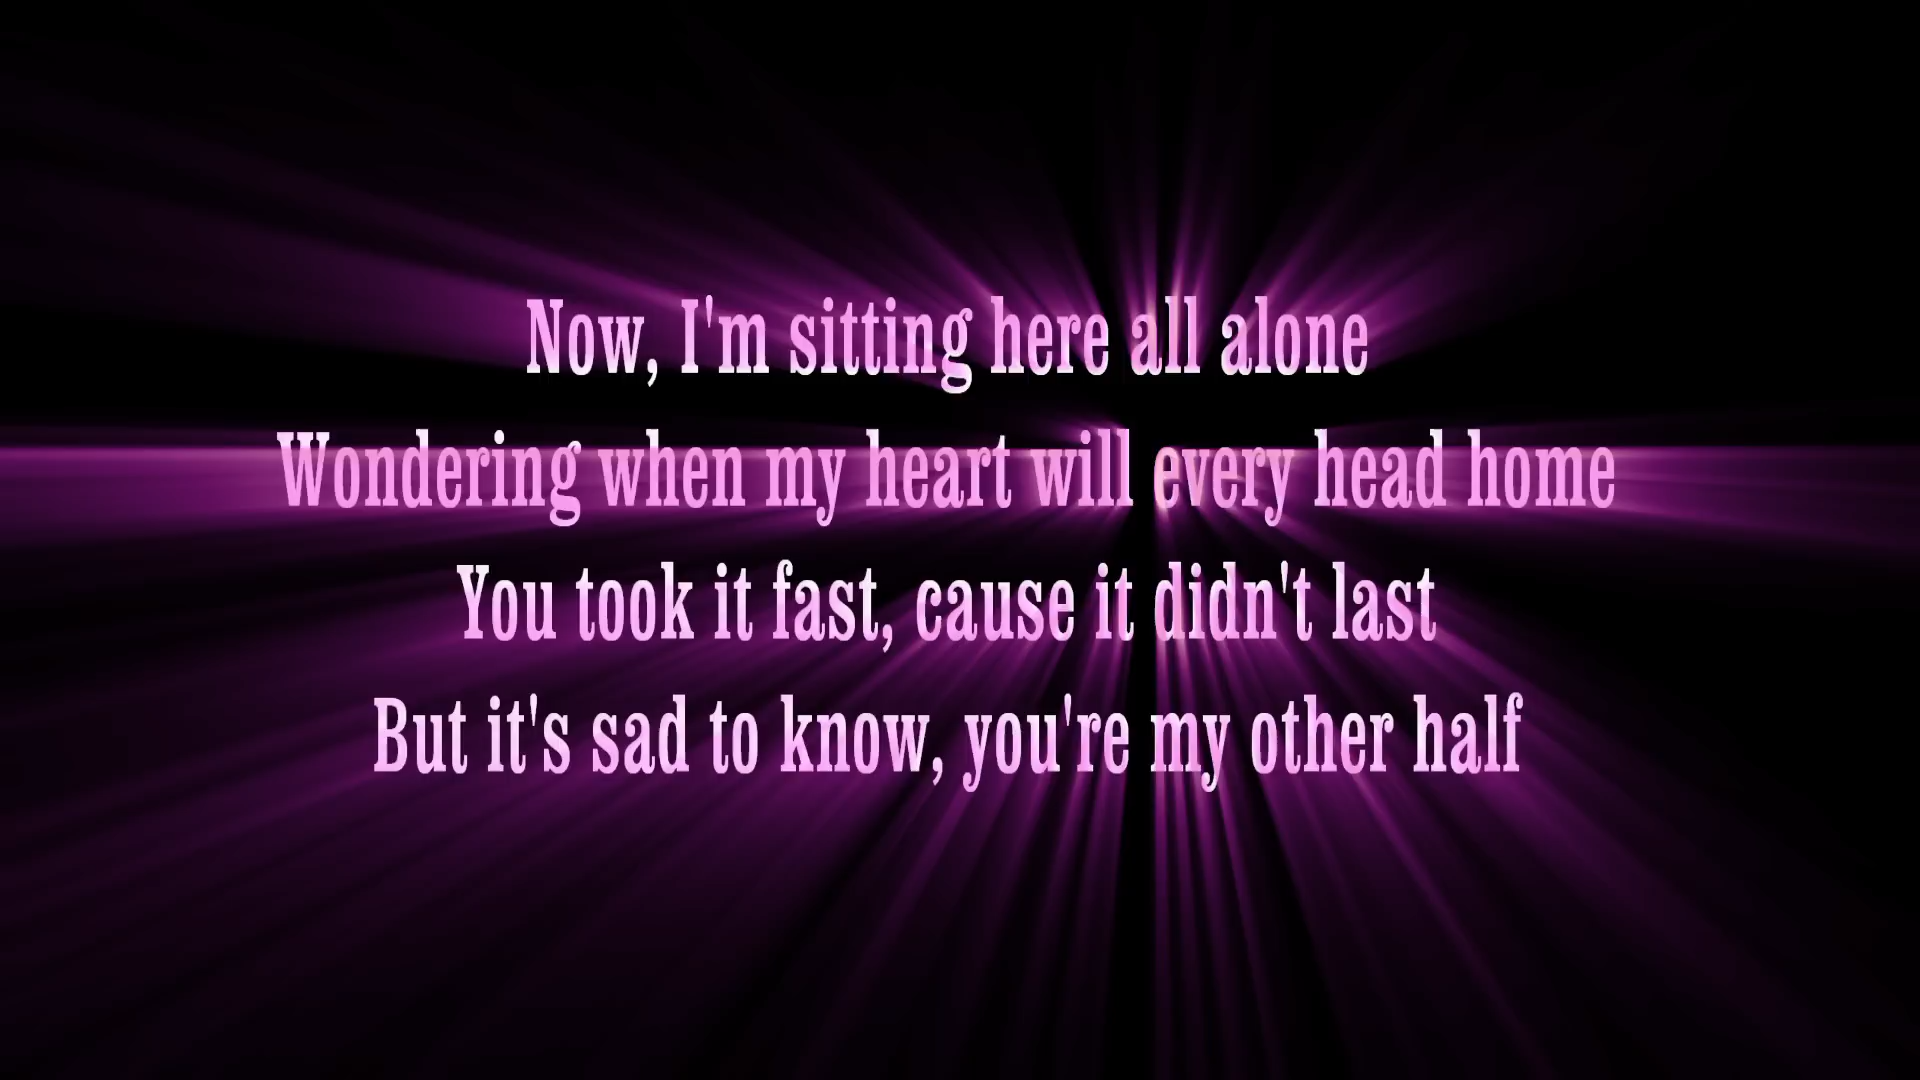 Now, I'm sitting here all alone
Wondering when my heart will every head home
You took it fast, cause it didn't last
But it's sad to know, you're my other half